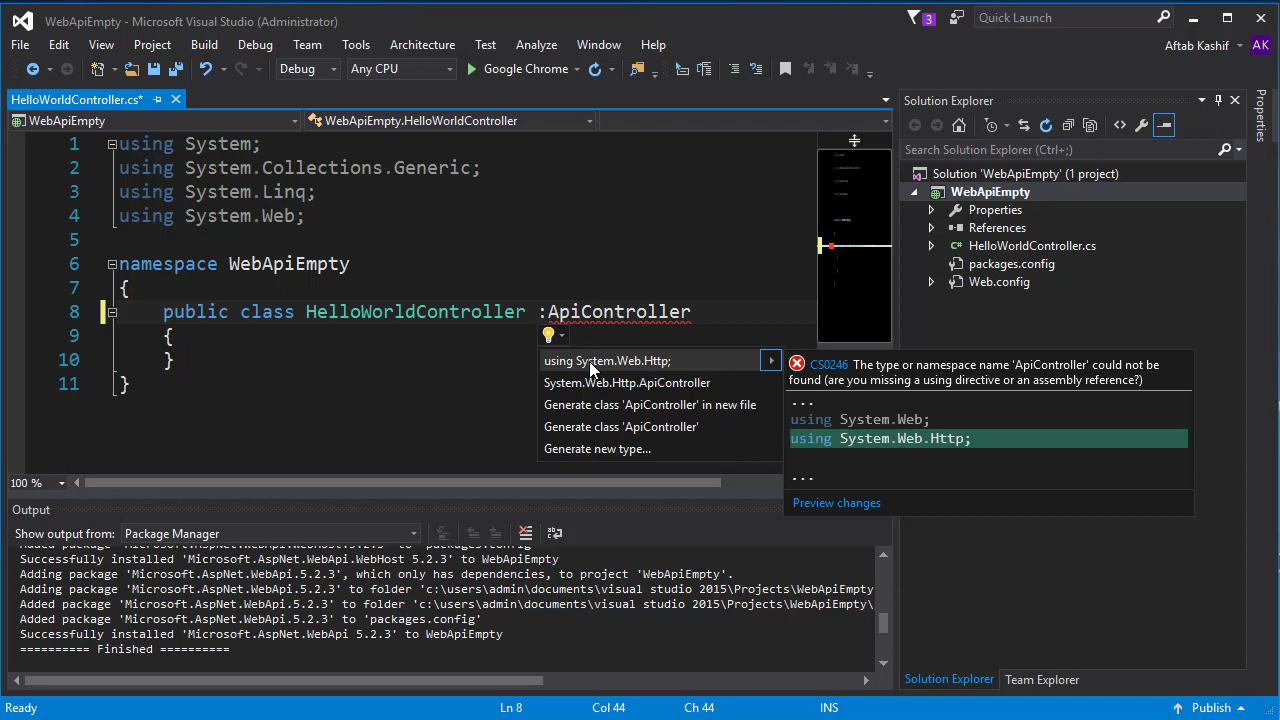 WebApiEmpty - Microsoft Visual Studio (Administrator)
3
Quick Launch
File Edit View Project Build Debug Team Tools Architecture Test Analyze Window Help
Aftab Kashif AK
Debug Any CPU Google Chrome
HelloWorldController.cs*
WebApiEmpty WebApiEmpty.HelloWorldController
1 using System;
2 using System.Collections.Generic;
3 using System.Linq;
4 using System.Web;
5
6 namespace WebApiEmpty
7 {
8 public class HelloWorldController :ApiController
9 {
10 }
11 }
using System.Web.Http;
System.Web.Http.ApiController
Generate class 'ApiController' in new file
Generate class 'ApiController'
Generate new type...
CS0246 The type or namespace name 'ApiController' could not be
found (are you missing a using directive or an assembly reference?)
...
using System.Web;
using System.Web.Http;
...
Preview changes
100 %
Solution Explorer
Search Solution Explorer (Ctrl+;)
Solution 'WebApiEmpty' (1 project)
WebApiEmpty
Properties
References
C# HelloWorldController.cs
packages.config
Web.config
Properties
Output
Show output from: Package Manager
Added package 'Microsoft.AspNet.WebApi.WebHost.5.2.3' to 'packages.config'
Successfully installed 'Microsoft.AspNet.WebApi.WebHost 5.2.3' to WebApiEmpty
Adding package 'Microsoft.AspNet.WebApi.5.2.3', which only has dependencies, to project 'WebApiEmpty'.
Adding package 'Microsoft.AspNet.WebApi.5.2.3' to folder 'c:\users\admin\documents\visual studio 2015\Projects\WebApiEmpty
Added package 'Microsoft.AspNet.WebApi.5.2.3' to folder 'c:\users\admin\documents\visual studio 2015\Projects\WebApiEmpty\
Added package 'Microsoft.AspNet.WebApi.5.2.3' to 'packages.config'
Successfully installed 'Microsoft.AspNet.WebApi 5.2.3' to WebApiEmpty
========== Finished ==========
Solution Explorer Team Explorer
Ready Ln 8 Col 44 Ch 44 INS Publish